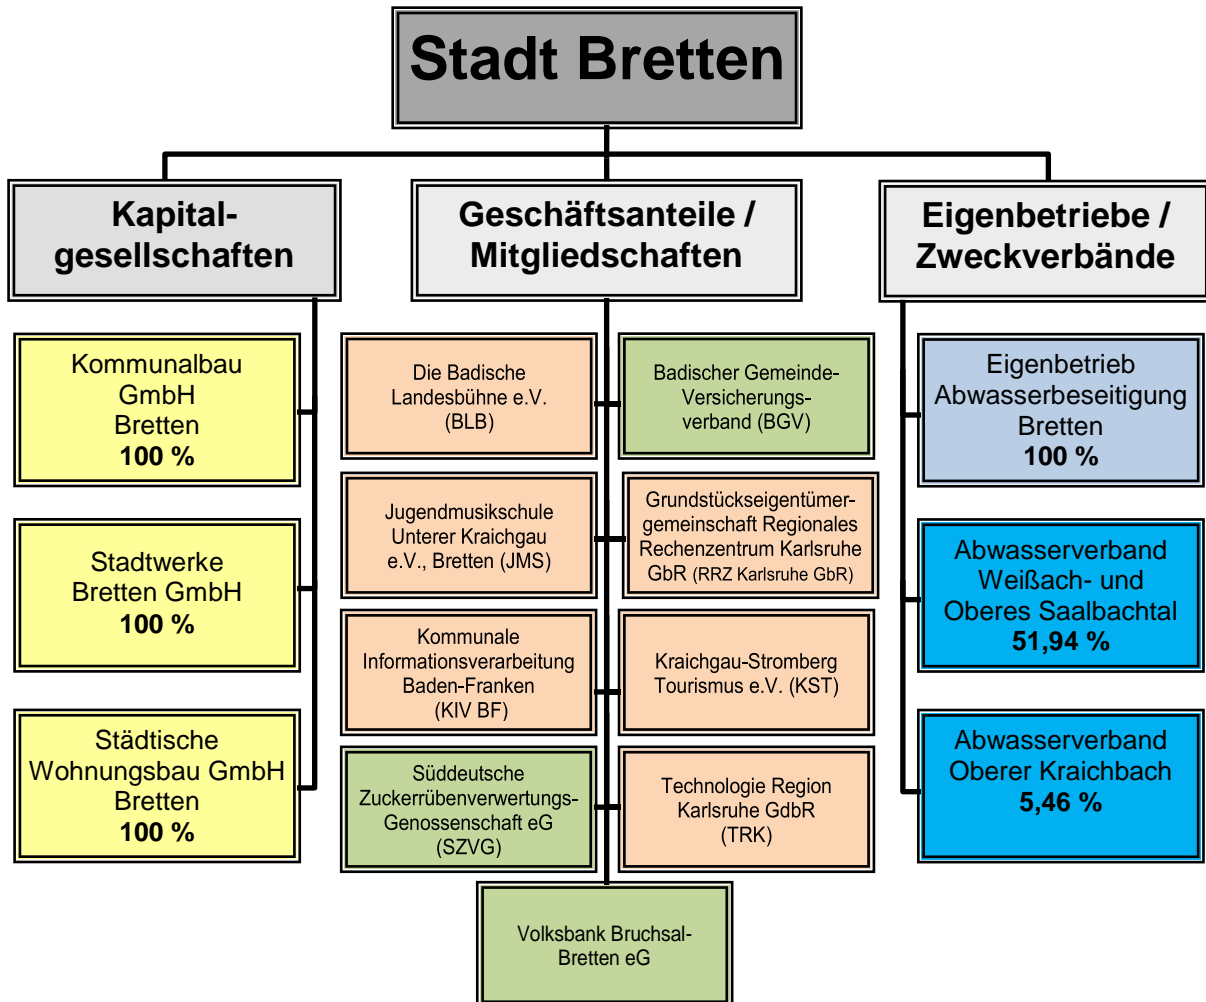 Stadt Bretten
Kapital-
gesellschaften
Geschäftsanteile /
Mitgliedschaften
Eigenbetriebe /
Zweckverbände
Kommunalbau
GmbH
Bretten
100 %
Stadtwerke
Bretten GmbH
100 %
Städtische
Wohnungsbau GmbH
Bretten
100 %
Die Badische
Landesbühne e.V.
(BLB)
Badischer Gemeinde-
Versicherungs-
verband (BGV)
Jugendmusikschule
Unterer Kraichgau
e.V., Bretten (JMS)
Grundstückseigentümer-
gemeinschaft Regionales
Rechenzentrum Karlsruhe
GbR (RRZ Karlsruhe GbR)
Kommunale
Informationsverarbeitung
Baden-Franken
(KIV BF)
Kraichgau-Stromberg
Tourismus e.V. (KST)
Süddeutsche
Zuckerrübenverwertungs-
Genossenschaft eG
(SZVG)
Technologie Region
Karlsruhe GdbR
(TRK)
Volksbank Bruchsal-
Bretten eG
Eigenbetrieb
Abwasserbeseitigung
Bretten
100 %
Abwasserverband
Weißach- und
Oberes Saalbachtal
51,94 %
Abwasserverband
Oberer Kraichbach
5,46 %